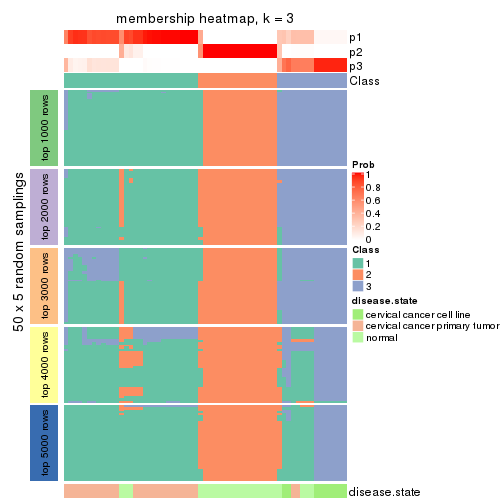 membership heatmap, k = 3
p1
p2
p3
Class
50 x 5 random samplings
top 1000 rows
top 2000 rows
top 3000 rows
top 4000 rows
top 5000 rows
Prob
1
0.8
0.6
0.4
0.2
0
Class
1
2
3
disease.state
cervical cancer cell line
cervical cancer primary tumor
normal
disease.state